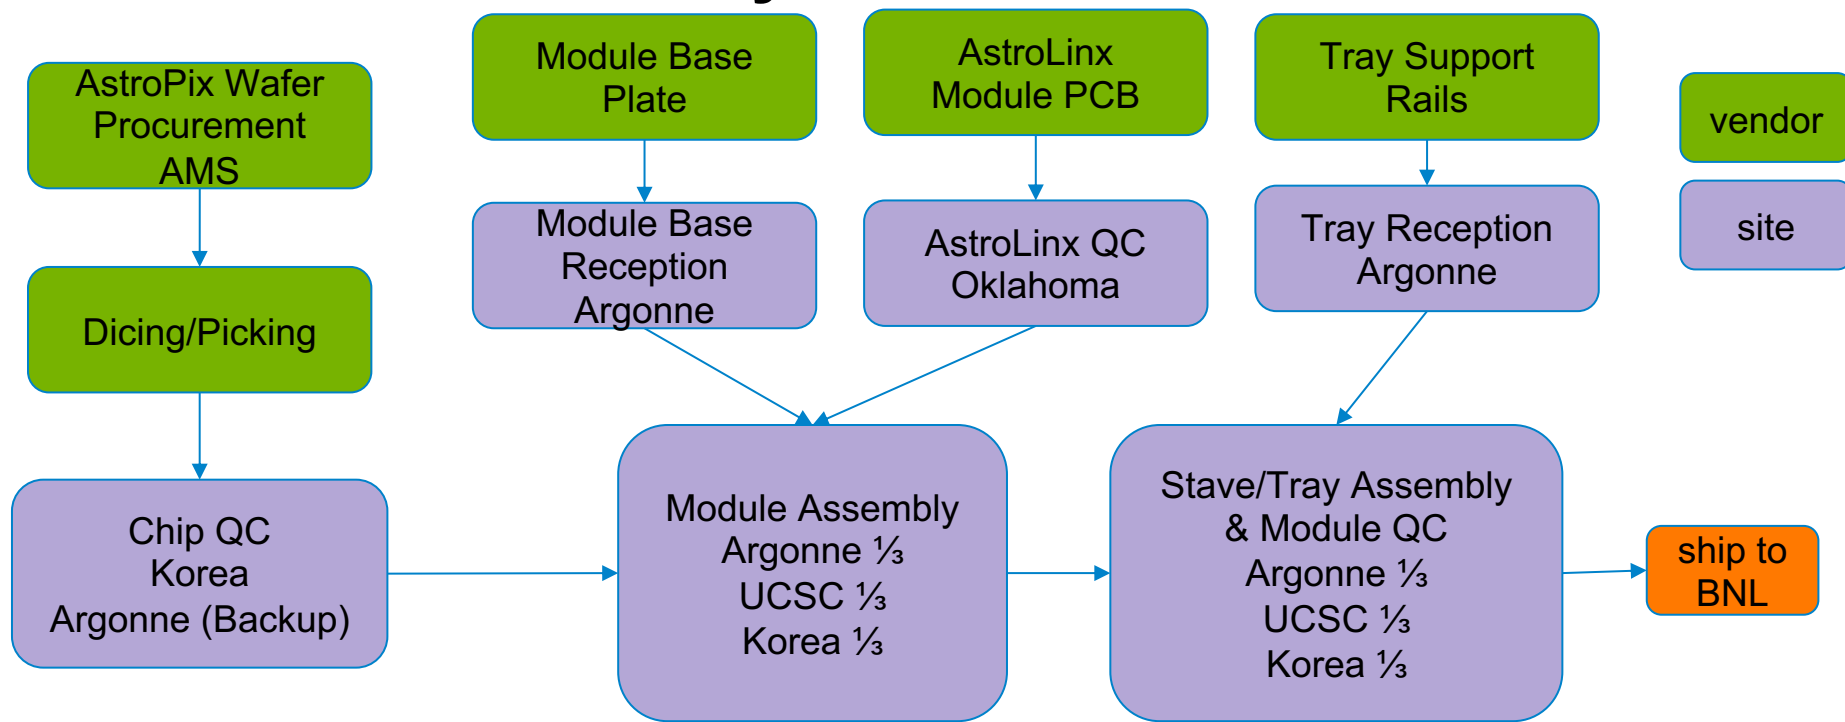 AstroPix Wafer
Procurement
AMS
Module Base
Plate
AstroLinx
Module PCB
Tray Support
Rails
vendor
site
Module Base
Reception
Argonne
AstroLinx QC
Oklahoma
Tray Reception
Argonne
Dicing/Picking
Chip QC
Korea
Argonne (Backup)
Module Assembly
Argonne ⅓
UCSC ⅓
Korea ⅓
Stave/Tray Assembly
& Module QC
Argonne ⅓
UCSC ⅓
Korea ⅓
ship to
BNL